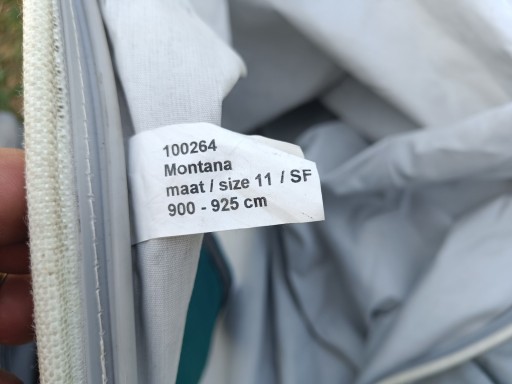 100264
Montana
maat / size 11 / SF
900 - 925 cm